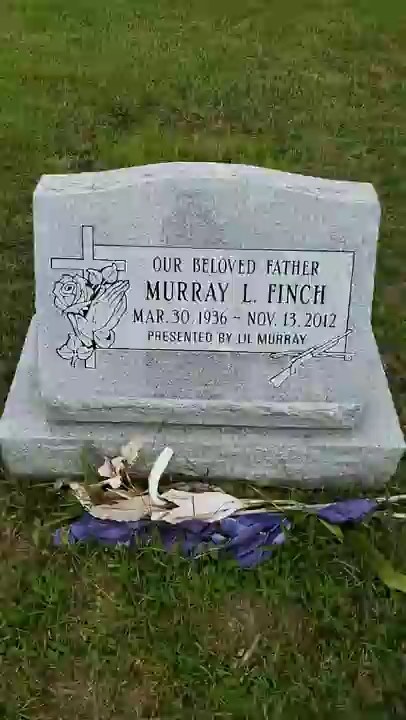 OUR BELOVED FATHER
MURRAY L. FINCH
MAR. 30. 1936 ~ NOV. 13. 2012
PRESENTED BY LIL MURRAY